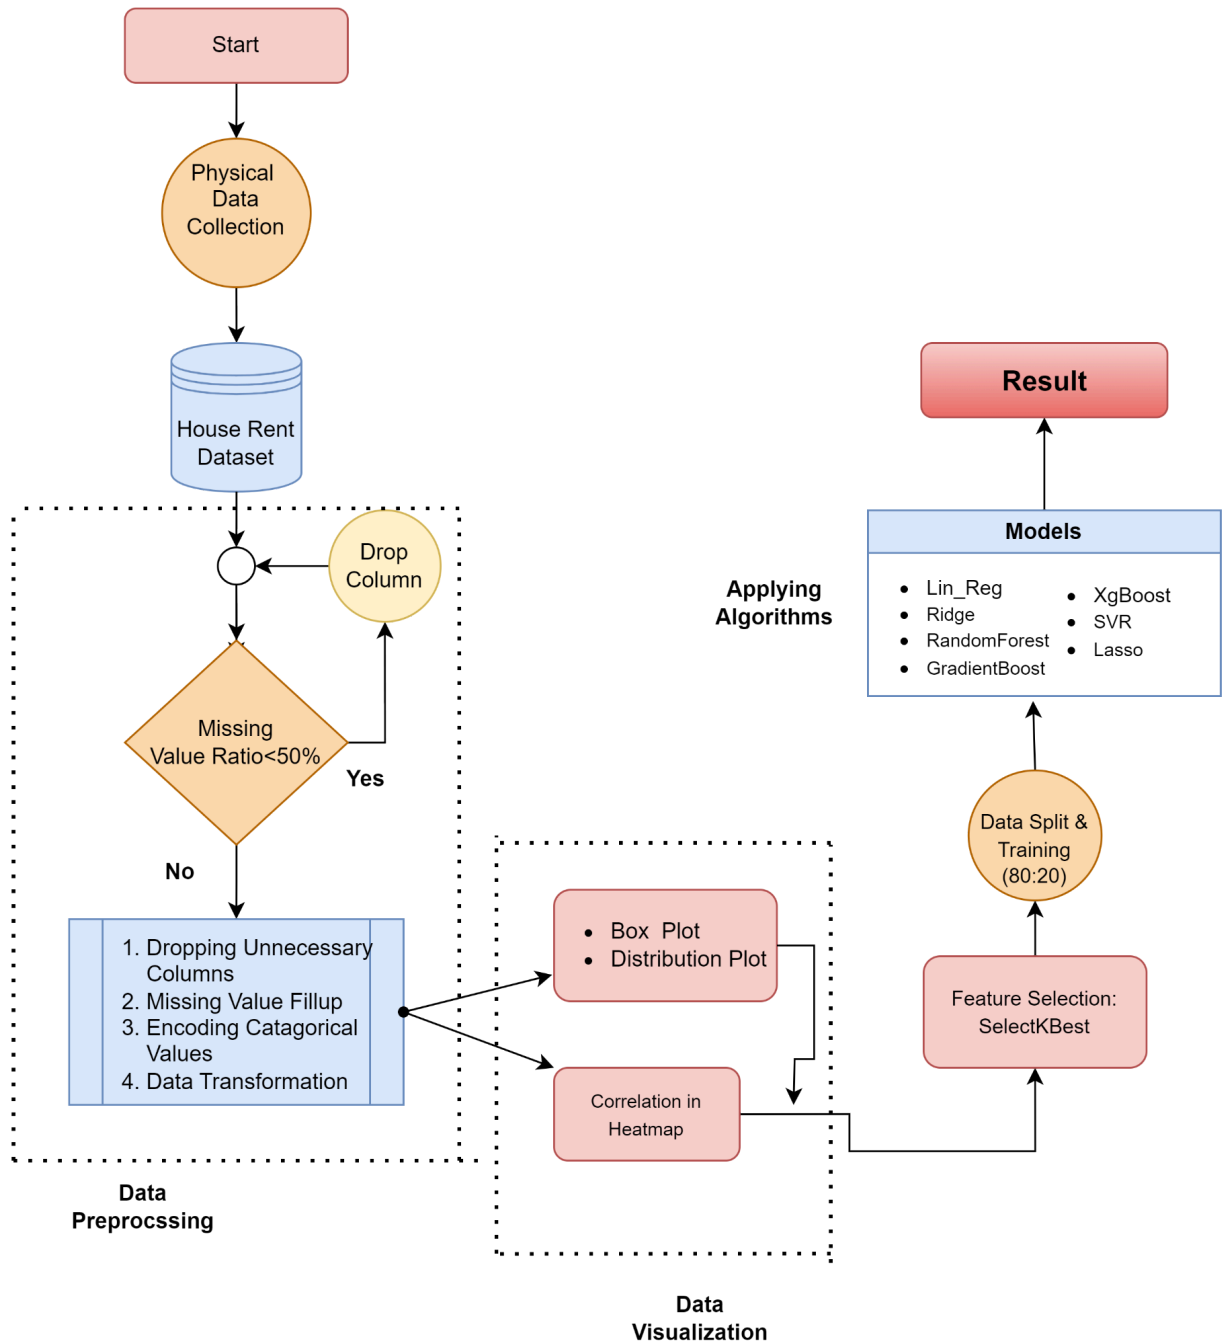 Start
Physical
Data
Collection
House Rent
Dataset
Drop
Column
Missing
Value Ratio<50%
Yes
No
1. Dropping Unnecessary
Columns
2. Missing Value Fillup
3. Encoding Catagorical
Values
4. Data Transformation
Data
Preprocssing
• Box Plot
• Distribution Plot
Correlation in
Heatmap
Data
Visualization
Feature Selection:
SelectKBest
Data Split &
Training
(80:20)
Applying
Algorithms
Models
• Lin_Reg
• Ridge
• RandomForest
• GradientBoost
• XgBoost
• SVR
• Lasso
Result